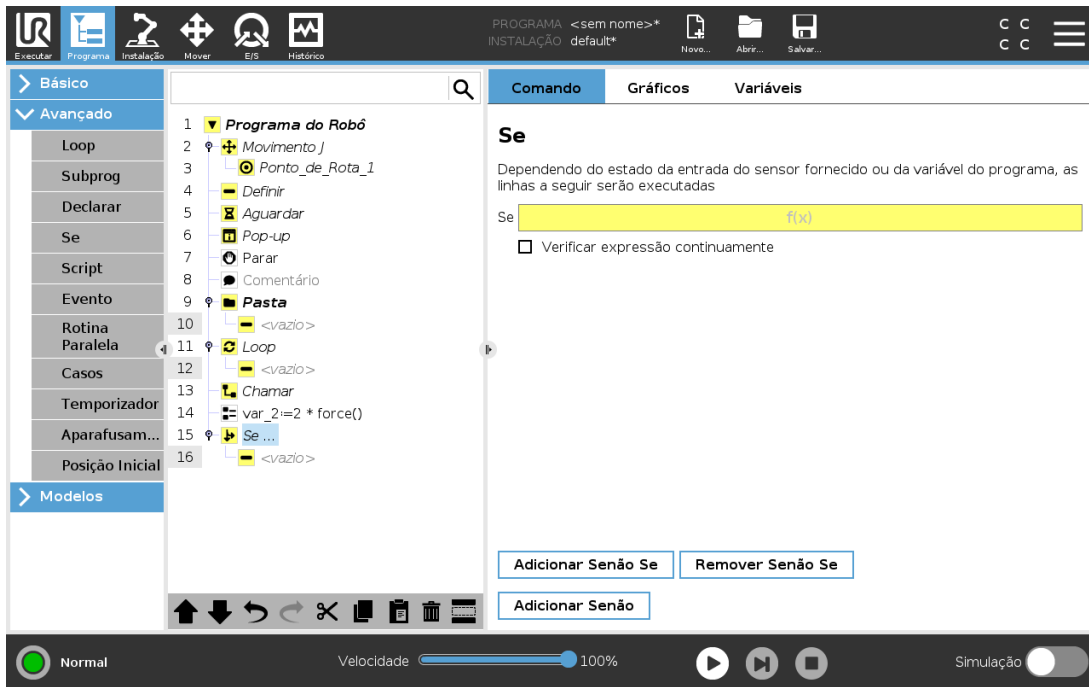 PROGRAMA <sem nome>*
INSTALAÇÃO default*
C C
C C
Executar Programa Instalação Mover E/S Histórico Novo... Abrir... Salvar...
Básico
Avançado
Loop
Subprog
Declarar
Se
Script
Evento
Rotina
Paralela
Casos
Temporizador
Aparafusam...
Posição Inicial
Modelos
1 Programa do Robô
2 Movimento J
3 Ponto_de_Rota_1
4 Definir
5 Aguardar
6 Pop-up
7 Parar
8 Comentário
9 Pasta
10 <vazio>
11 Loop
12 <vazio>
13 Chamar
14 var_2:=2 * force()
15 Se ...
16 <vazio>
Comando Gráficos Variáveis
Se
Dependendo do estado da entrada do sensor fornecido ou da variável do programa, as
linhas a seguir serão executadas
Se f(x)
Verificar expressão continuamente
Adicionar Senão Se Remover Senão Se
Adicionar Senão
Normal Velocidade 100% Simulação